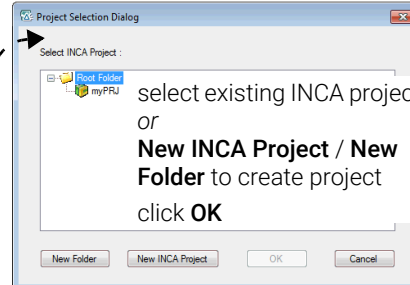 Project Selection Dialog
Select INCA Project :
Root Folder
myPRJ
select existing INCA projec
or
New INCA Project / New
Folder to create project
click OK
New Folder New INCA Project OK Cancel